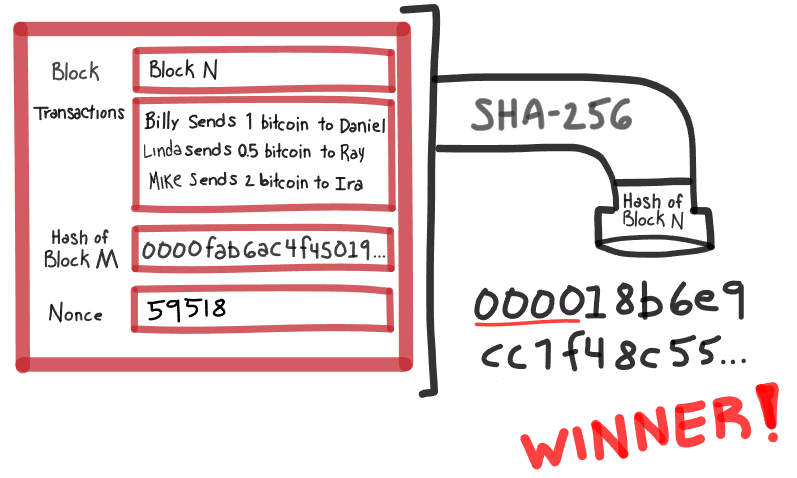 Block
Block N
Transactions
Billy Sends 1 bitcoin to Daniel
Linda sends 0.5 bitcoin to Ray
Mike Sends 2 bitcoin to Ira
Hash of
Block M
0000fab6ac4f45019...
Nonce
59518
SHA-256
Hash of
Block N
000018b6e9
cc1f48c55...
WINNER!